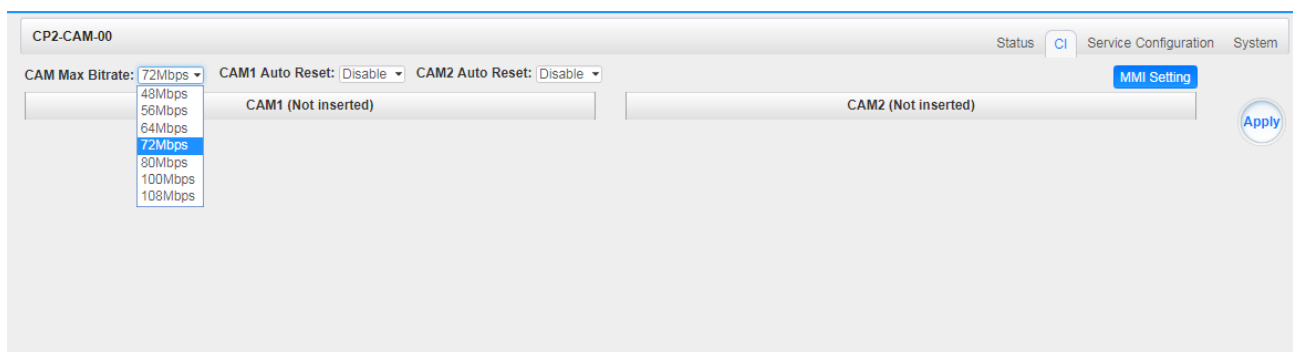 CP2-CAM-00
Status CI Service Configuration System
CAM Max Bitrate: 72Mbps CAM1 Auto Reset: Disable CAM2 Auto Reset: Disable
MMI Setting
48Mbps
56Mbps
64Mbps
72Mbps
80Mbps
100Mbps
108Mbps
CAM1 (Not inserted)
CAM2 (Not inserted)
Apply